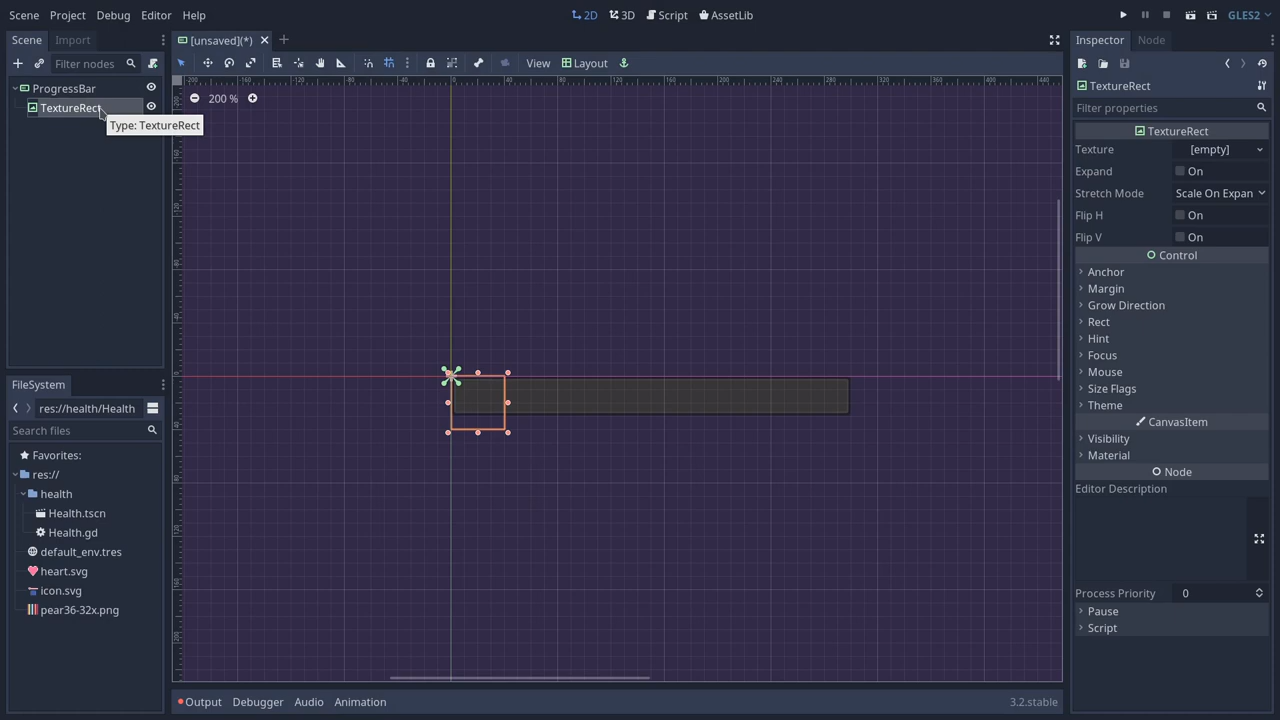 Scene Project Debug Editor Help
2D 3D Script AssetLib
GLES2
Scene Import
Filter nodes
ProgressBar
TextureRect
Type: TextureRect
[unsaved](*)
View Layout
200 %
FileSystem
res://health/Health
Search files
Favorites:
res://
health
Health.tscn
Health.gd
default_env.tres
heart.svg
icon.svg
pear36-32x.png
Output Debugger Audio Animation
3.2.stable
Inspector Node
TextureRect
Filter properties
TextureRect
Texture [empty]
Expand On
Stretch Mode Scale On Expan
Flip H On
Flip V On
Control
Anchor
Margin
Grow Direction
Rect
Hint
Focus
Mouse
Size Flags
Theme
CanvasItem
Visibility
Material
Node
Editor Description
Process Priority 0
Pause
Script